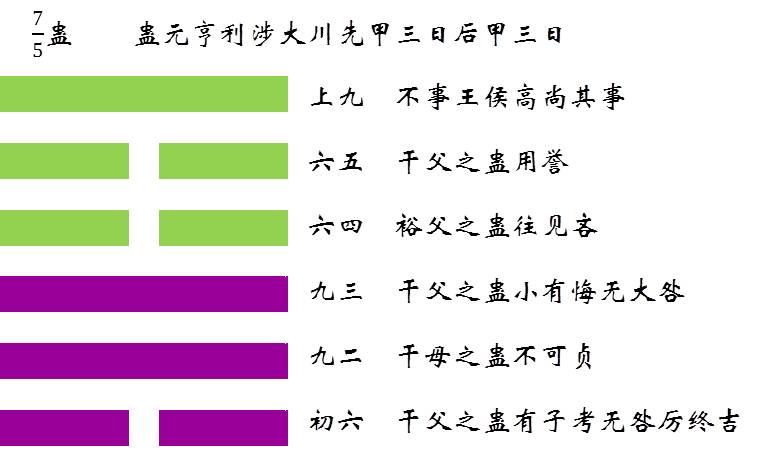 7/5蛊 蛊元亨利涉大川先甲三日后甲三日
上九 不事王侯高尚其事
六五 干父之蛊用誉
六四 裕父之蛊往见吝
九三 干父之蛊小有悔无大咎
九二 干母之蛊不可贞
初六 干父之蛊有子考无咎厉终吉